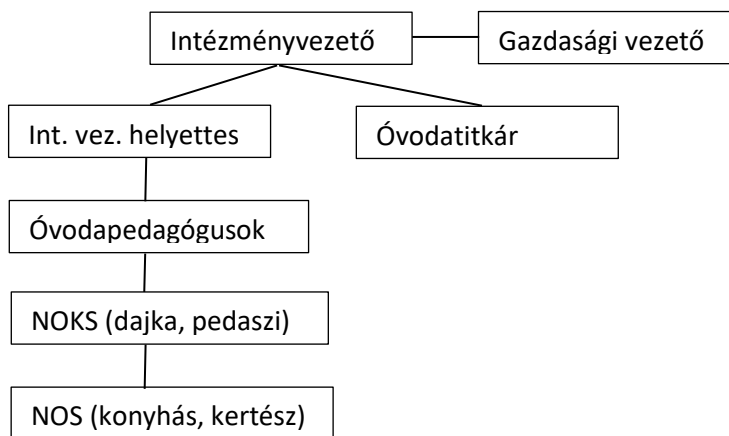 Intézményvezető
Gazdasági vezető
Int. vez. helyettes
Óvodatitkár
Óvodapedagógusok
NOKS (dajka, pedaszi)
NOS (konyhás, kertész)